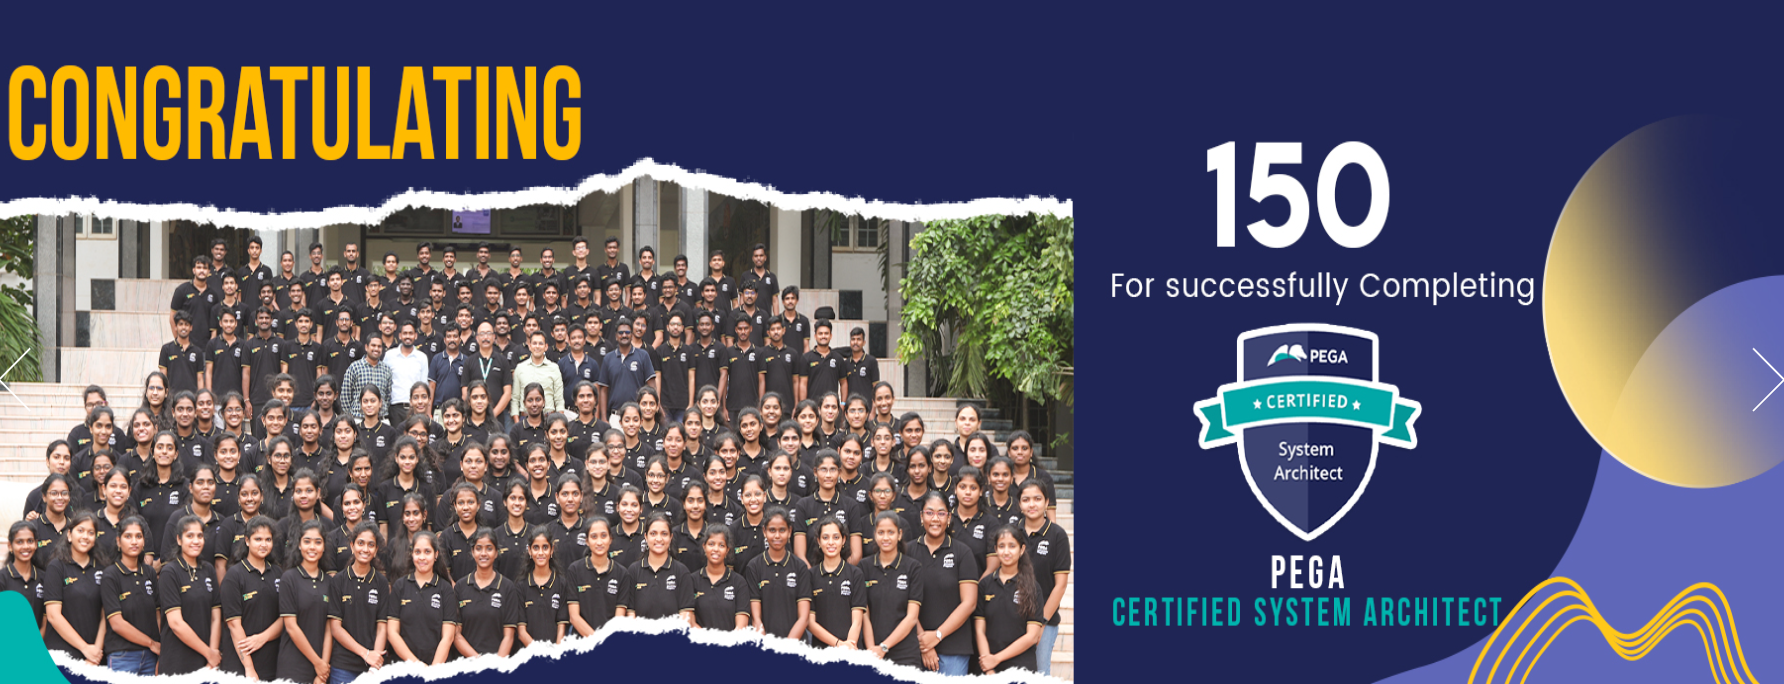 CONGRATULATING
150
For successfully Completing
PEGA
CERTIFIED
System
Architect
PEGA
CERTIFIED SYSTEM ARCHITECT